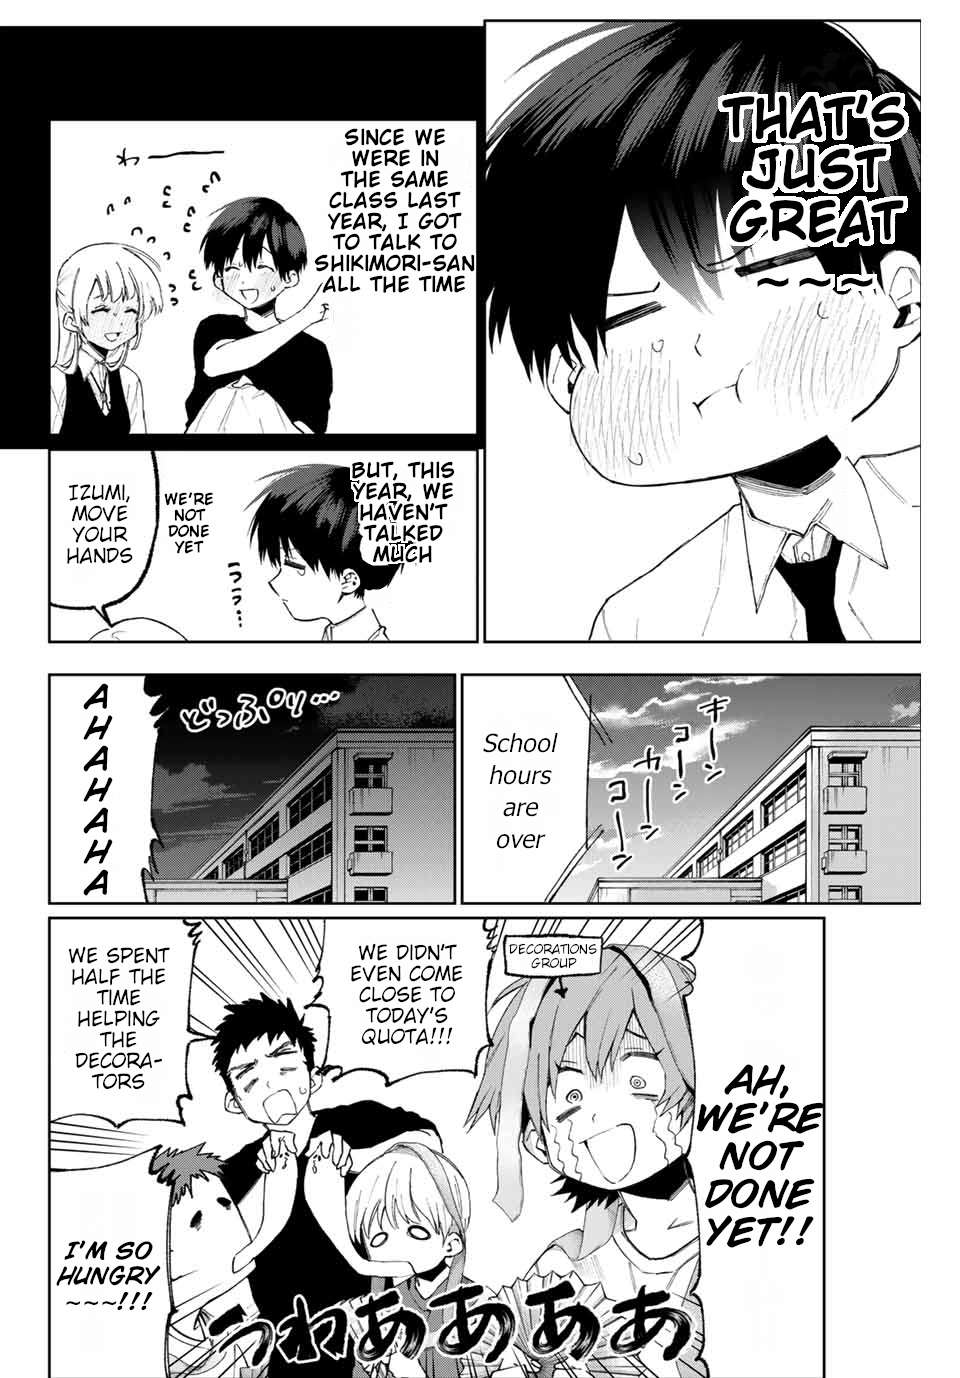 THAT'S
JUST
GREAT
~~~
SINCE WE
WERE IN
THE SAME
CLASS LAST
YEAR, I GOT
TO TALK TO
SHIKIMORI-SAN
ALL THE TIME
わー
BUT, THIS
YEAR, WE
HAVEN'T
TALKED
MUCH
WE'RE
NOT
DONE
YET
IZUMI,
MOVE
YOUR
HANDS
うっ…
キーン
コーン
カーン
コーン
School
hours
are
over
どっぷり…
AHAHAHAHA
DECORATIONS
GROUP
AH,
WE'RE
NOT
DONE
YET!!
WE DIDN'T
EVEN COME
CLOSE TO
TODAY'S
QUOTA!!!
WE SPENT
HALF THE
TIME
HELPING
THE
DECORA-
TORS
I'M SO
HUNGRY
~~~!!!
うわああああ